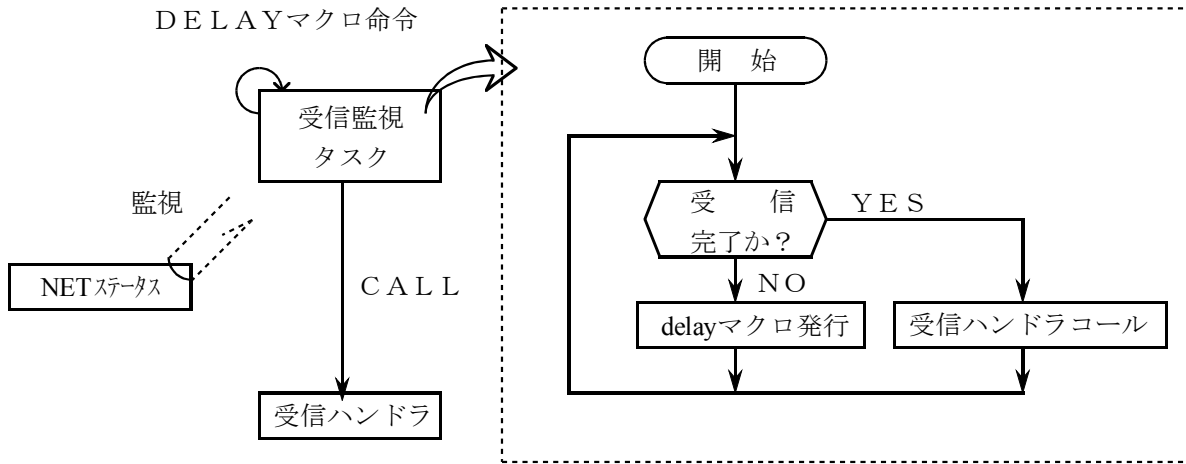 ＤＥＬＡＹマクロ命令
受信監視
タスク
監視
NETステータス
ＣＡＬＬ
受信ハンドラ
開　始
受　　信
完了か？
ＹＥＳ
ＮＯ
delayマクロ発行
受信ハンドラコール